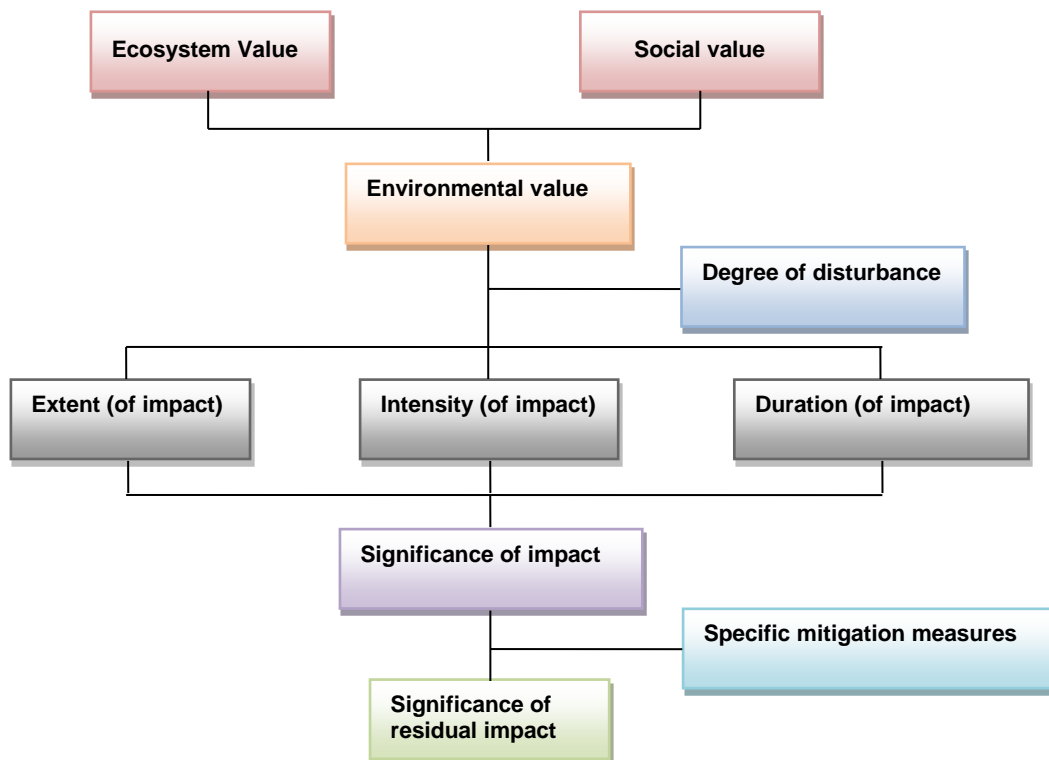 Ecosystem Value
Social value
Environmental value
Degree of disturbance
Extent (of impact)
Intensity (of impact)
Duration (of impact)
Significance of impact
Specific mitigation measures
Significance of
residual impact